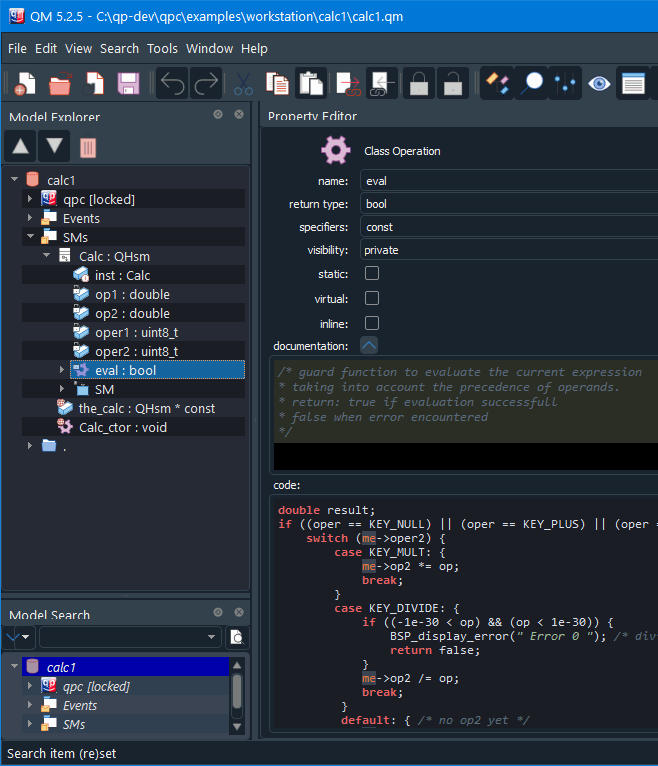 QM 5.2.5 - C:\qp-dev\qpc\examples\workstation\calc1\calc1.qm
File Edit View Search Tools Window Help
Model Explorer
calc1
qpc [locked]
Events
SMs
Calc : QHsm
inst : Calc
op1 : double
op2 : double
oper1 : uint8_t
oper2 : uint8_t
eval : bool
SM
the_calc : QHsm * const
Calc_ctor : void
.
Model Search
calc1
qpc [locked]
Events
SMs
Property Editor
Class Operation
name: eval
return type: bool
specifiers: const
visibility: private
static:
virtual:
inline:
documentation:
/* guard function to evaluate the current expression
* taking into account the precedence of operands.
* return: true if evaluation successfull
* false when error encountered
*/
code:
double result;
if ((oper == KEY_NULL) || (oper == KEY_PLUS) || (oper =
switch (me->oper2) {
case KEY_MULT: {
me->op2 *= op;
break;
}
case KEY_DIVIDE: {
if ((-1e-30 < op) && (op < 1e-30)) {
BSP_display_error(" Error 0 "); /* div
return false;
}
me->op2 /= op;
break;
}
default: { /* no op2 yet */
Search item (re)set